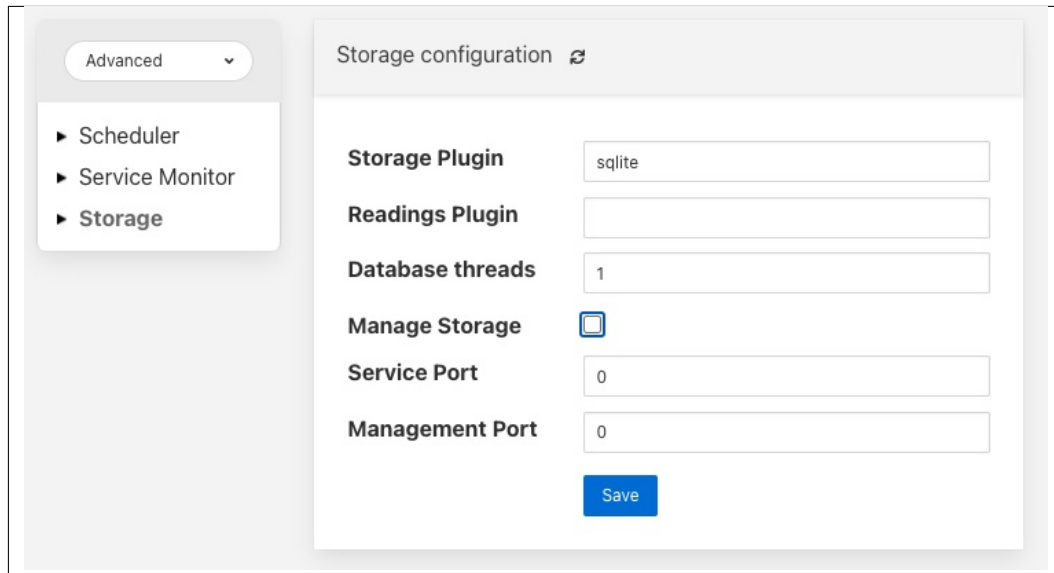 Advanced
Scheduler
Service Monitor
Storage
Storage configuration
Storage Plugin sqlite
Readings Plugin
Database threads 1
Manage Storage
Service Port 0
Management Port 0
Save